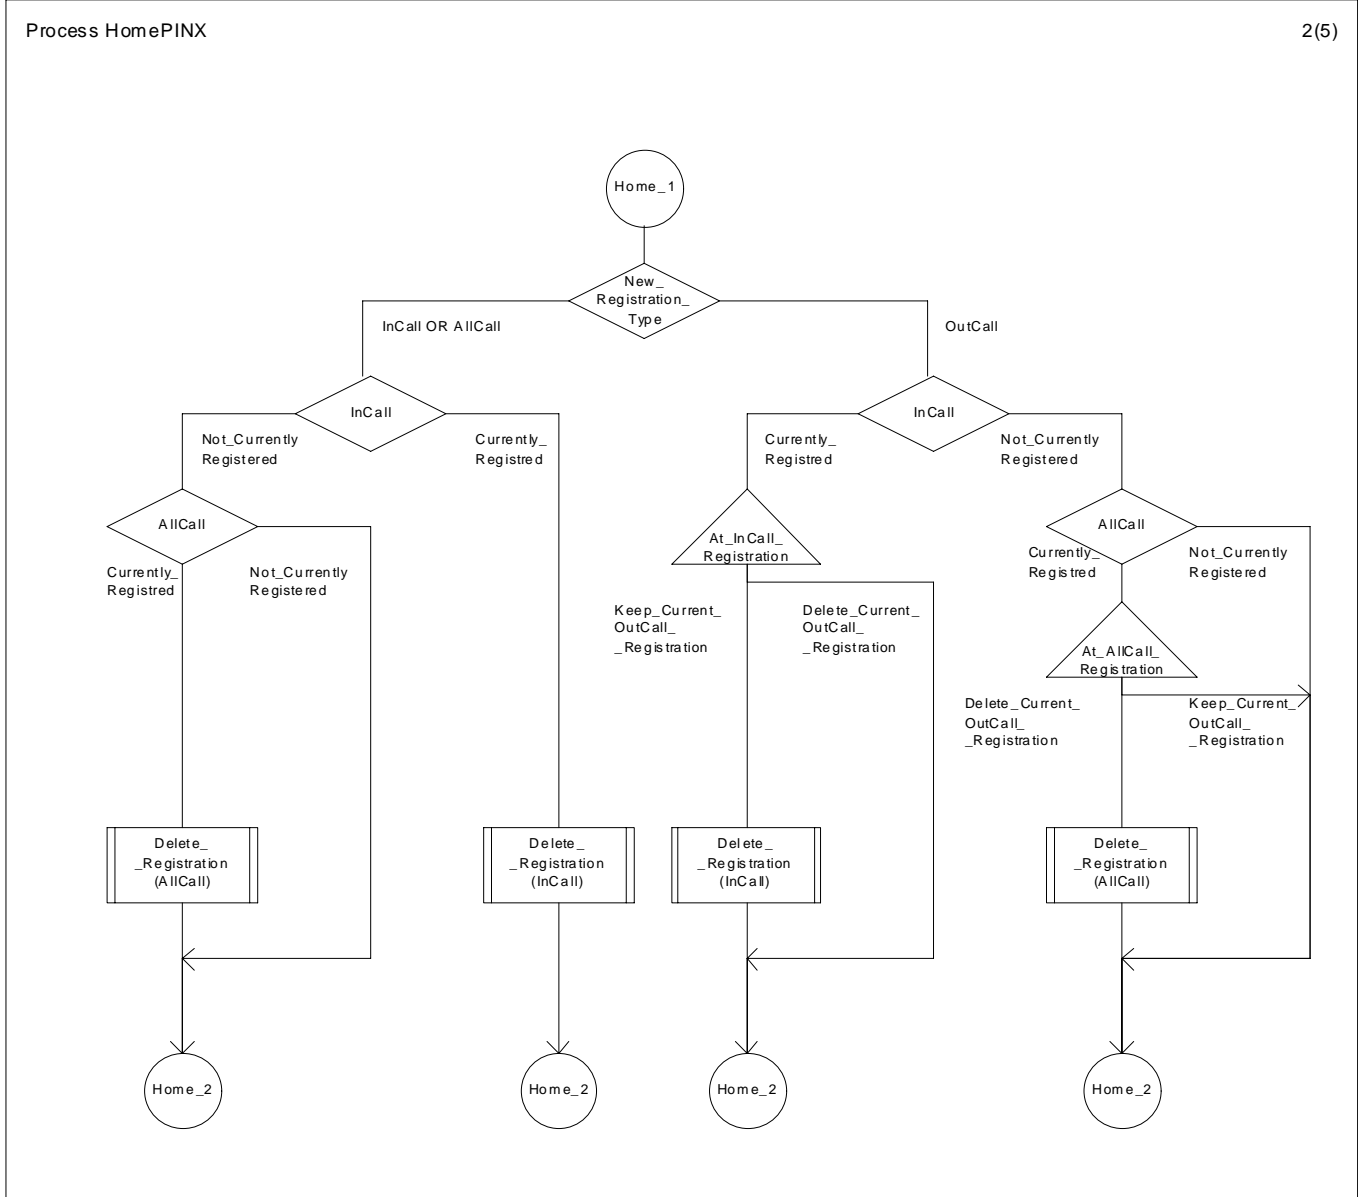 Process HomePINX
2(5)
Home_1
New_
Registration_
Type
InCall OR AllCall
OutCall
InCall
InCall
Not_Currently
Registered
Currently_
Registred
Currently_
Registred
Not_Currently
Registered
AllCall
At_InCall_
Registration
AllCall
Currently_
Registred
Not_Currently
Registered
Currently_
Registred
Not_Currently
Registered
Keep_Current_
OutCall_
_Registration
Delete_Current_
OutCall_
_Registration
At_AllCall_
Registration
Delete_Current_
OutCall_
_Registration
Keep_Current_
OutCall_
_Registration
Delete_
_Registration
(AllCall)
Delete_
_Registration
(InCall)
Delete_
_Registration
(InCall)
Delete_
_Registration
(AllCall)
Home_2
Home_2
Home_2
Home_2